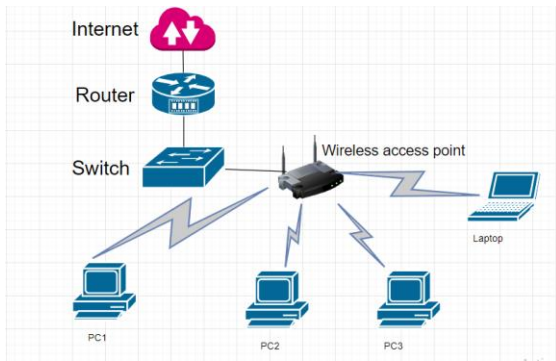 Internet
Router
Switch
Wireless access point
Laptop
PC1
PC2
PC3